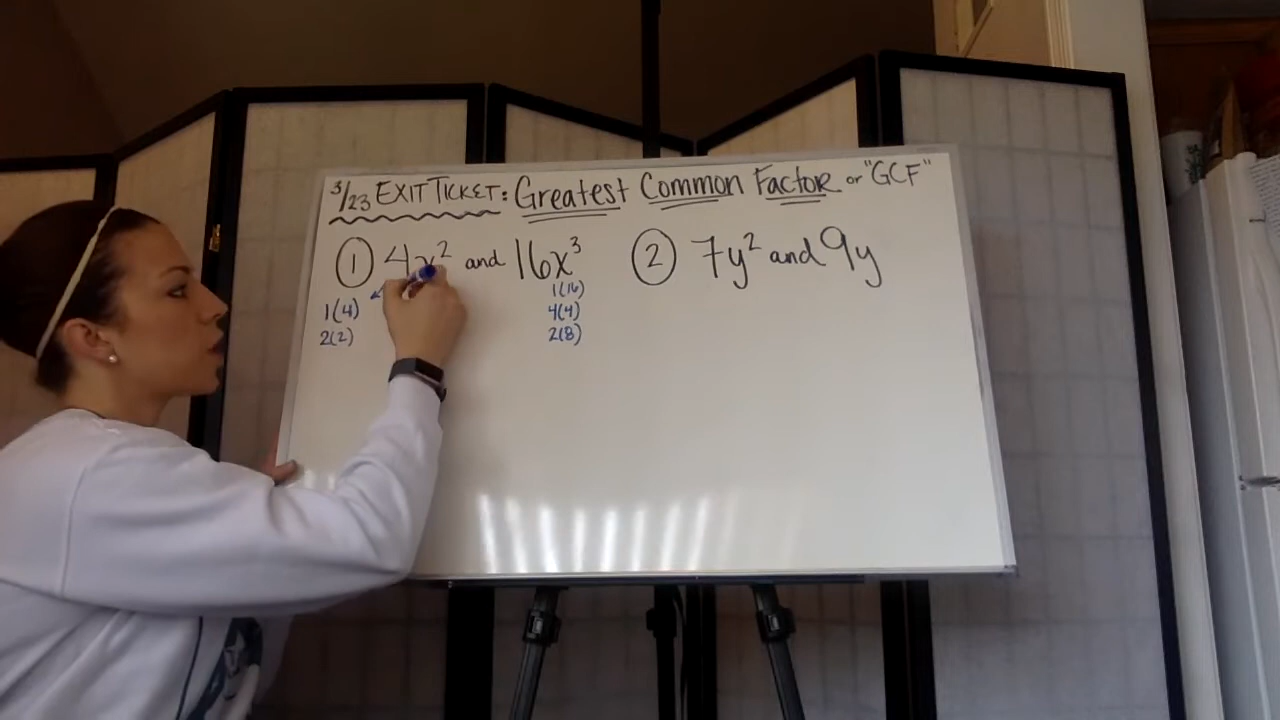 3/23 EXIT TICKET: Greatest Common Factor or "GCF"
① 4x² and 16x³ ② 7y² and 9y
1(4) 1(16)
2(2) 4(4)
2(8)